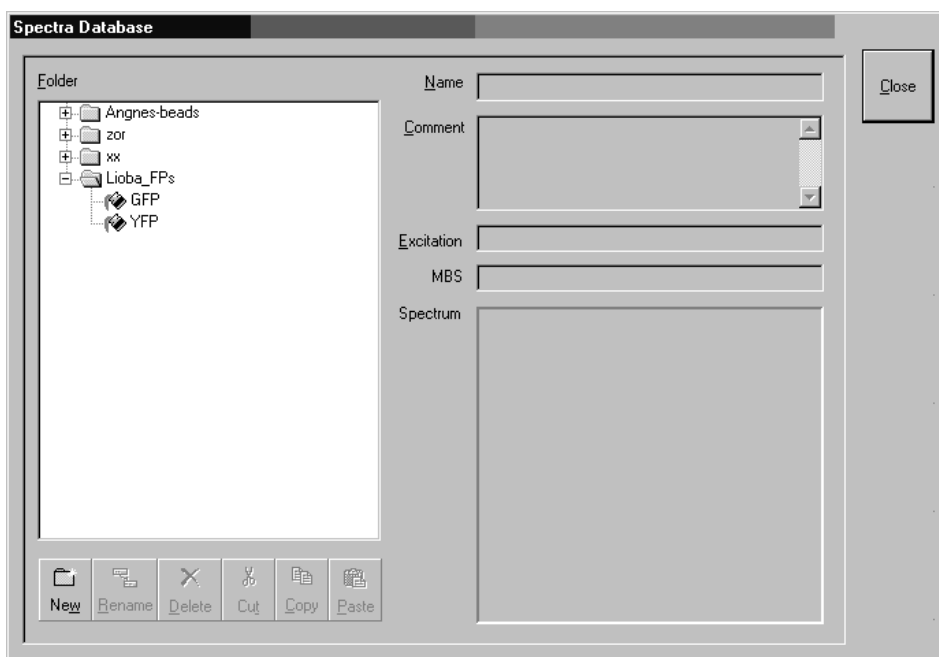 Spectra Database
Folder
Angnes-beads
zor
xx
Lioba_FPs
GFP
YFP
New Rename Delete Cut Copy Paste
Name
Comment
Excitation
MBS
Spectrum
Close